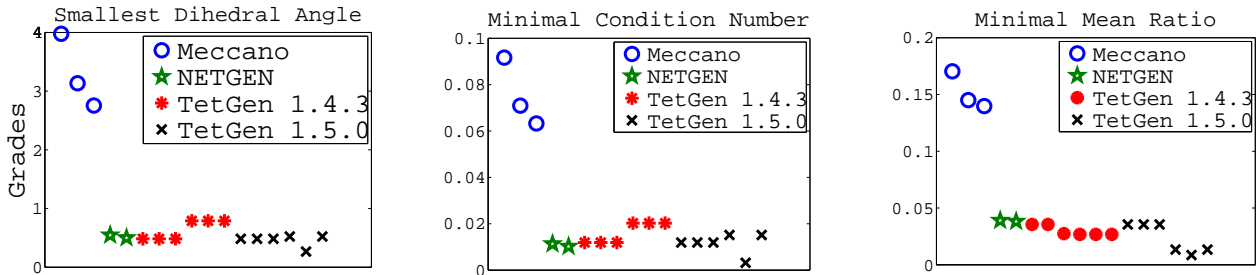 Smallest Dihedral Angle
Grades
4
3
2
1
0
Meccano
NETGEN
TetGen 1.4.3
TetGen 1.5.0
Minimal Condition Number
0.1
0.08
0.06
0.04
0.02
0
Meccano
NETGEN
TetGen 1.4.3
TetGen 1.5.0
Minimal Mean Ratio
0.2
0.15
0.1
0.05
0
Meccano
NETGEN
TetGen 1.4.3
TetGen 1.5.0